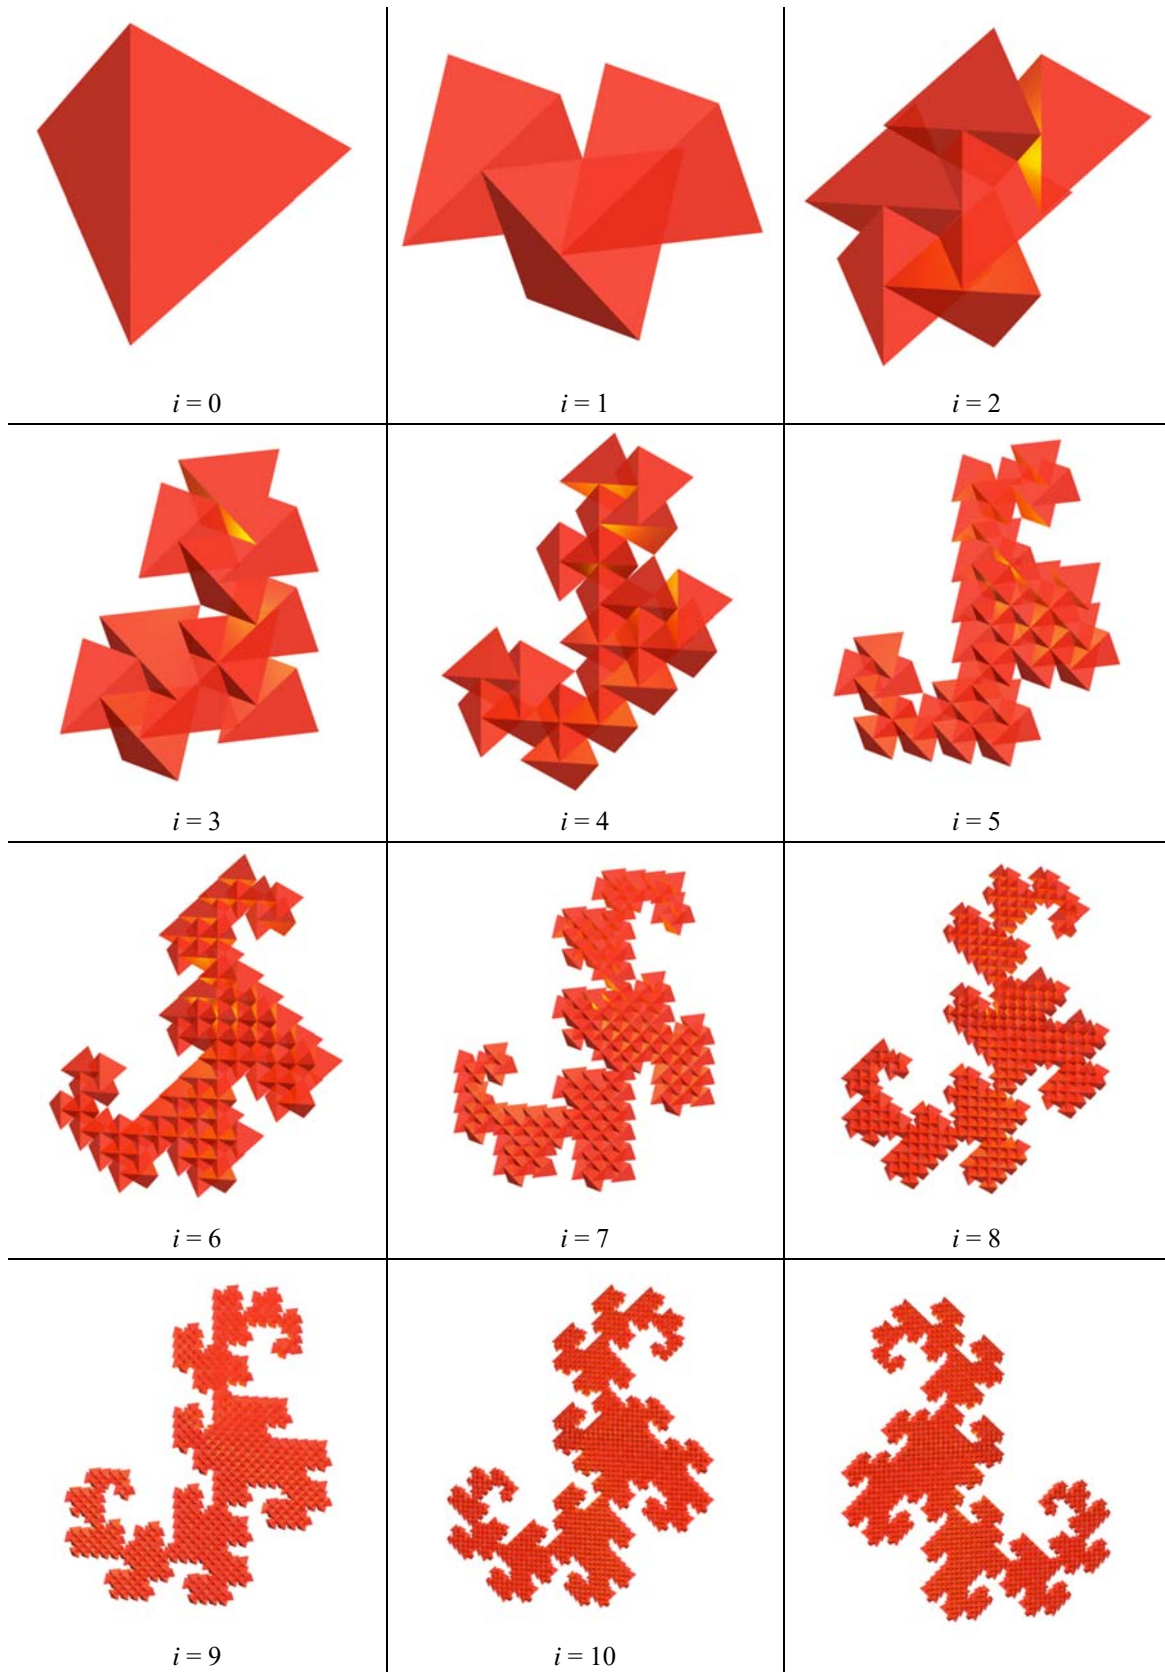 i = 0
i = 1
i = 2
i = 3
i = 4
i = 5
i = 6
i = 7
i = 8
i = 9
i = 10